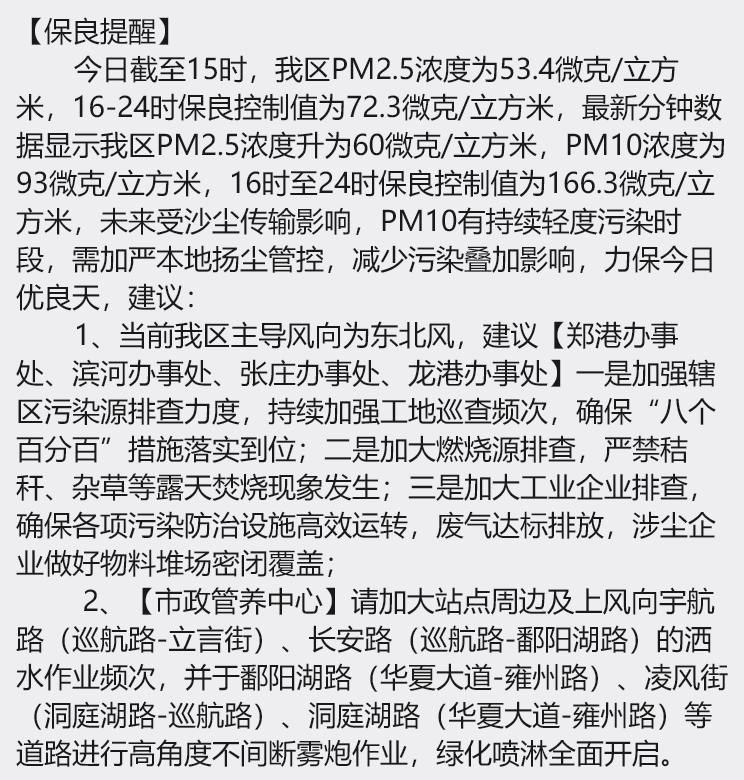 【保良提醒】
今日截至15时，我区PM2.5浓度为53.4微克/立方
米，16-24时保良控制值为72.3微克/立方米，最新分钟数
据显示我区PM2.5浓度升为60微克/立方米，PM10浓度为
93微克/立方米，16时至24时保良控制值为166.3微克/立
方米，未来受沙尘传输影响，PM10有持续轻度污染时
段，需加严本地扬尘管控，减少污染叠加影响，力保今日
优良天，建议：
1、当前我区主导风向为东北风，建议【郑港办事
处、滨河办事处、张庄办事处、龙港办事处】一是加强辖
区污染源排查力度，持续加强工地巡查频次，确保“八个
百分百”措施落实到位；二是加大燃烧源排查，严禁秸
秆、杂草等露天焚烧现象发生；三是加大工业企业排查，
确保各项污染防治设施高效运转，废气达标排放，涉尘企
业做好物料堆场密闭覆盖；
2、【市政管养中心】请加大站点周边及上风向宇航
路（巡航路-立言街）、长安路（巡航路-鄱阳湖路）的洒
水作业频次，并于鄱阳湖路（华夏大道-雍州路）、凌风街
（洞庭湖路-巡航路）、洞庭湖路（华夏大道-雍州路）等
道路进行高角度不间断雾炮作业，绿化喷淋全面开启。